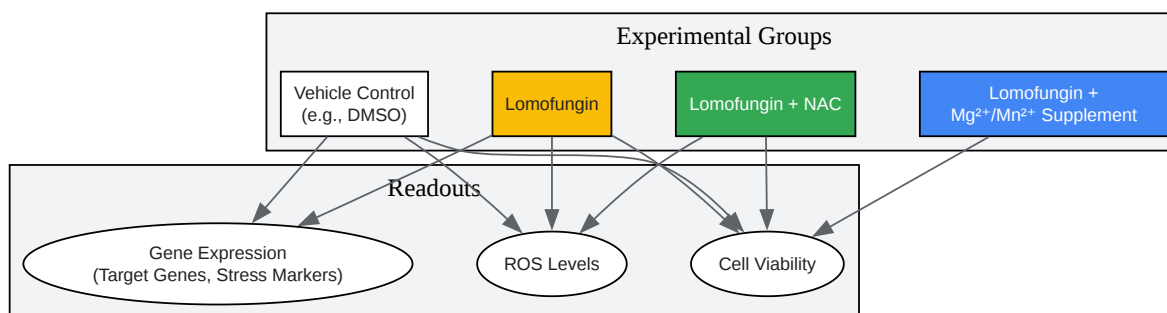 Experimental Groups
Vehicle Control
(e.g., DMSO)
Lomofungin
Lomofungin + NAC
Lomofungin +
Mg²⁺/Mn²⁺ Supplement
Readouts
Gene Expression
(Target Genes, Stress Markers)
ROS Levels
Cell Viability